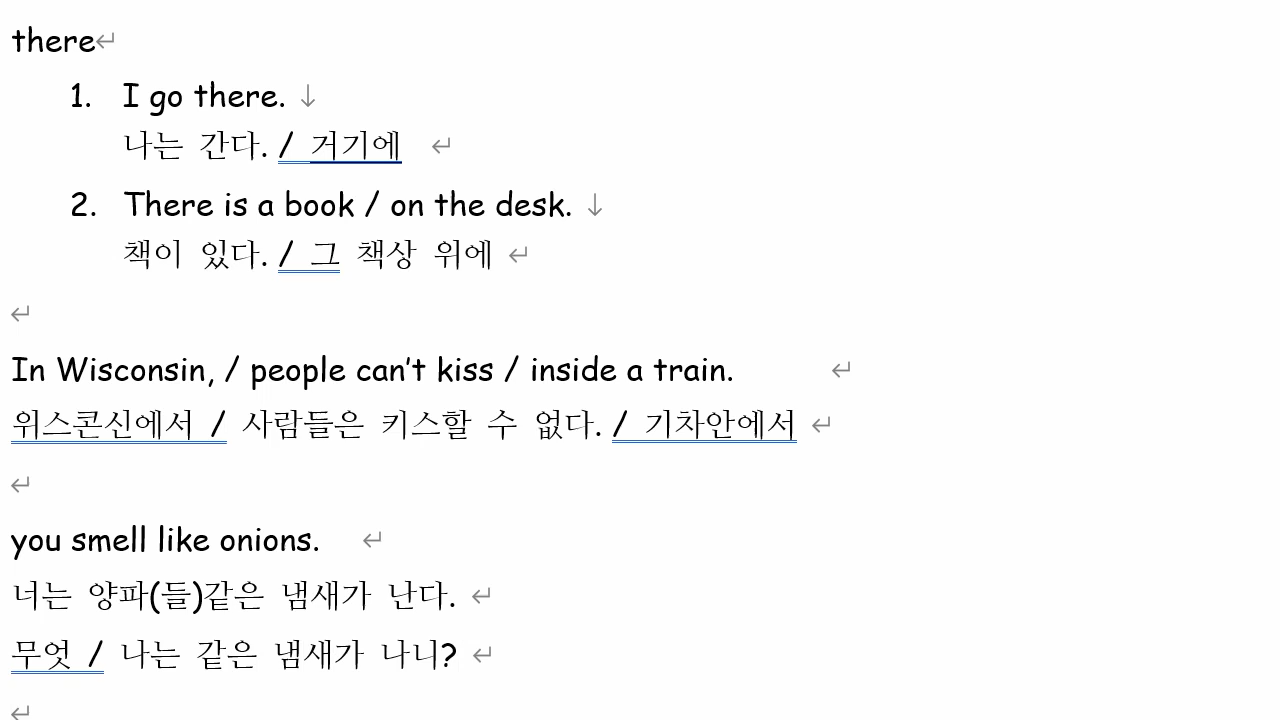 there
1. I go there.
나는 간다. / 거기에
2. There is a book / on the desk.
책이 있다. / 그 책상 위에
In Wisconsin, / people can't kiss / inside a train.
위스콘신에서 / 사람들은 키스할 수 없다. / 기차안에서
you smell like onions.
너는 양파(들)같은 냄새가 난다.
무엇 / 나는 같은 냄새가 나니?